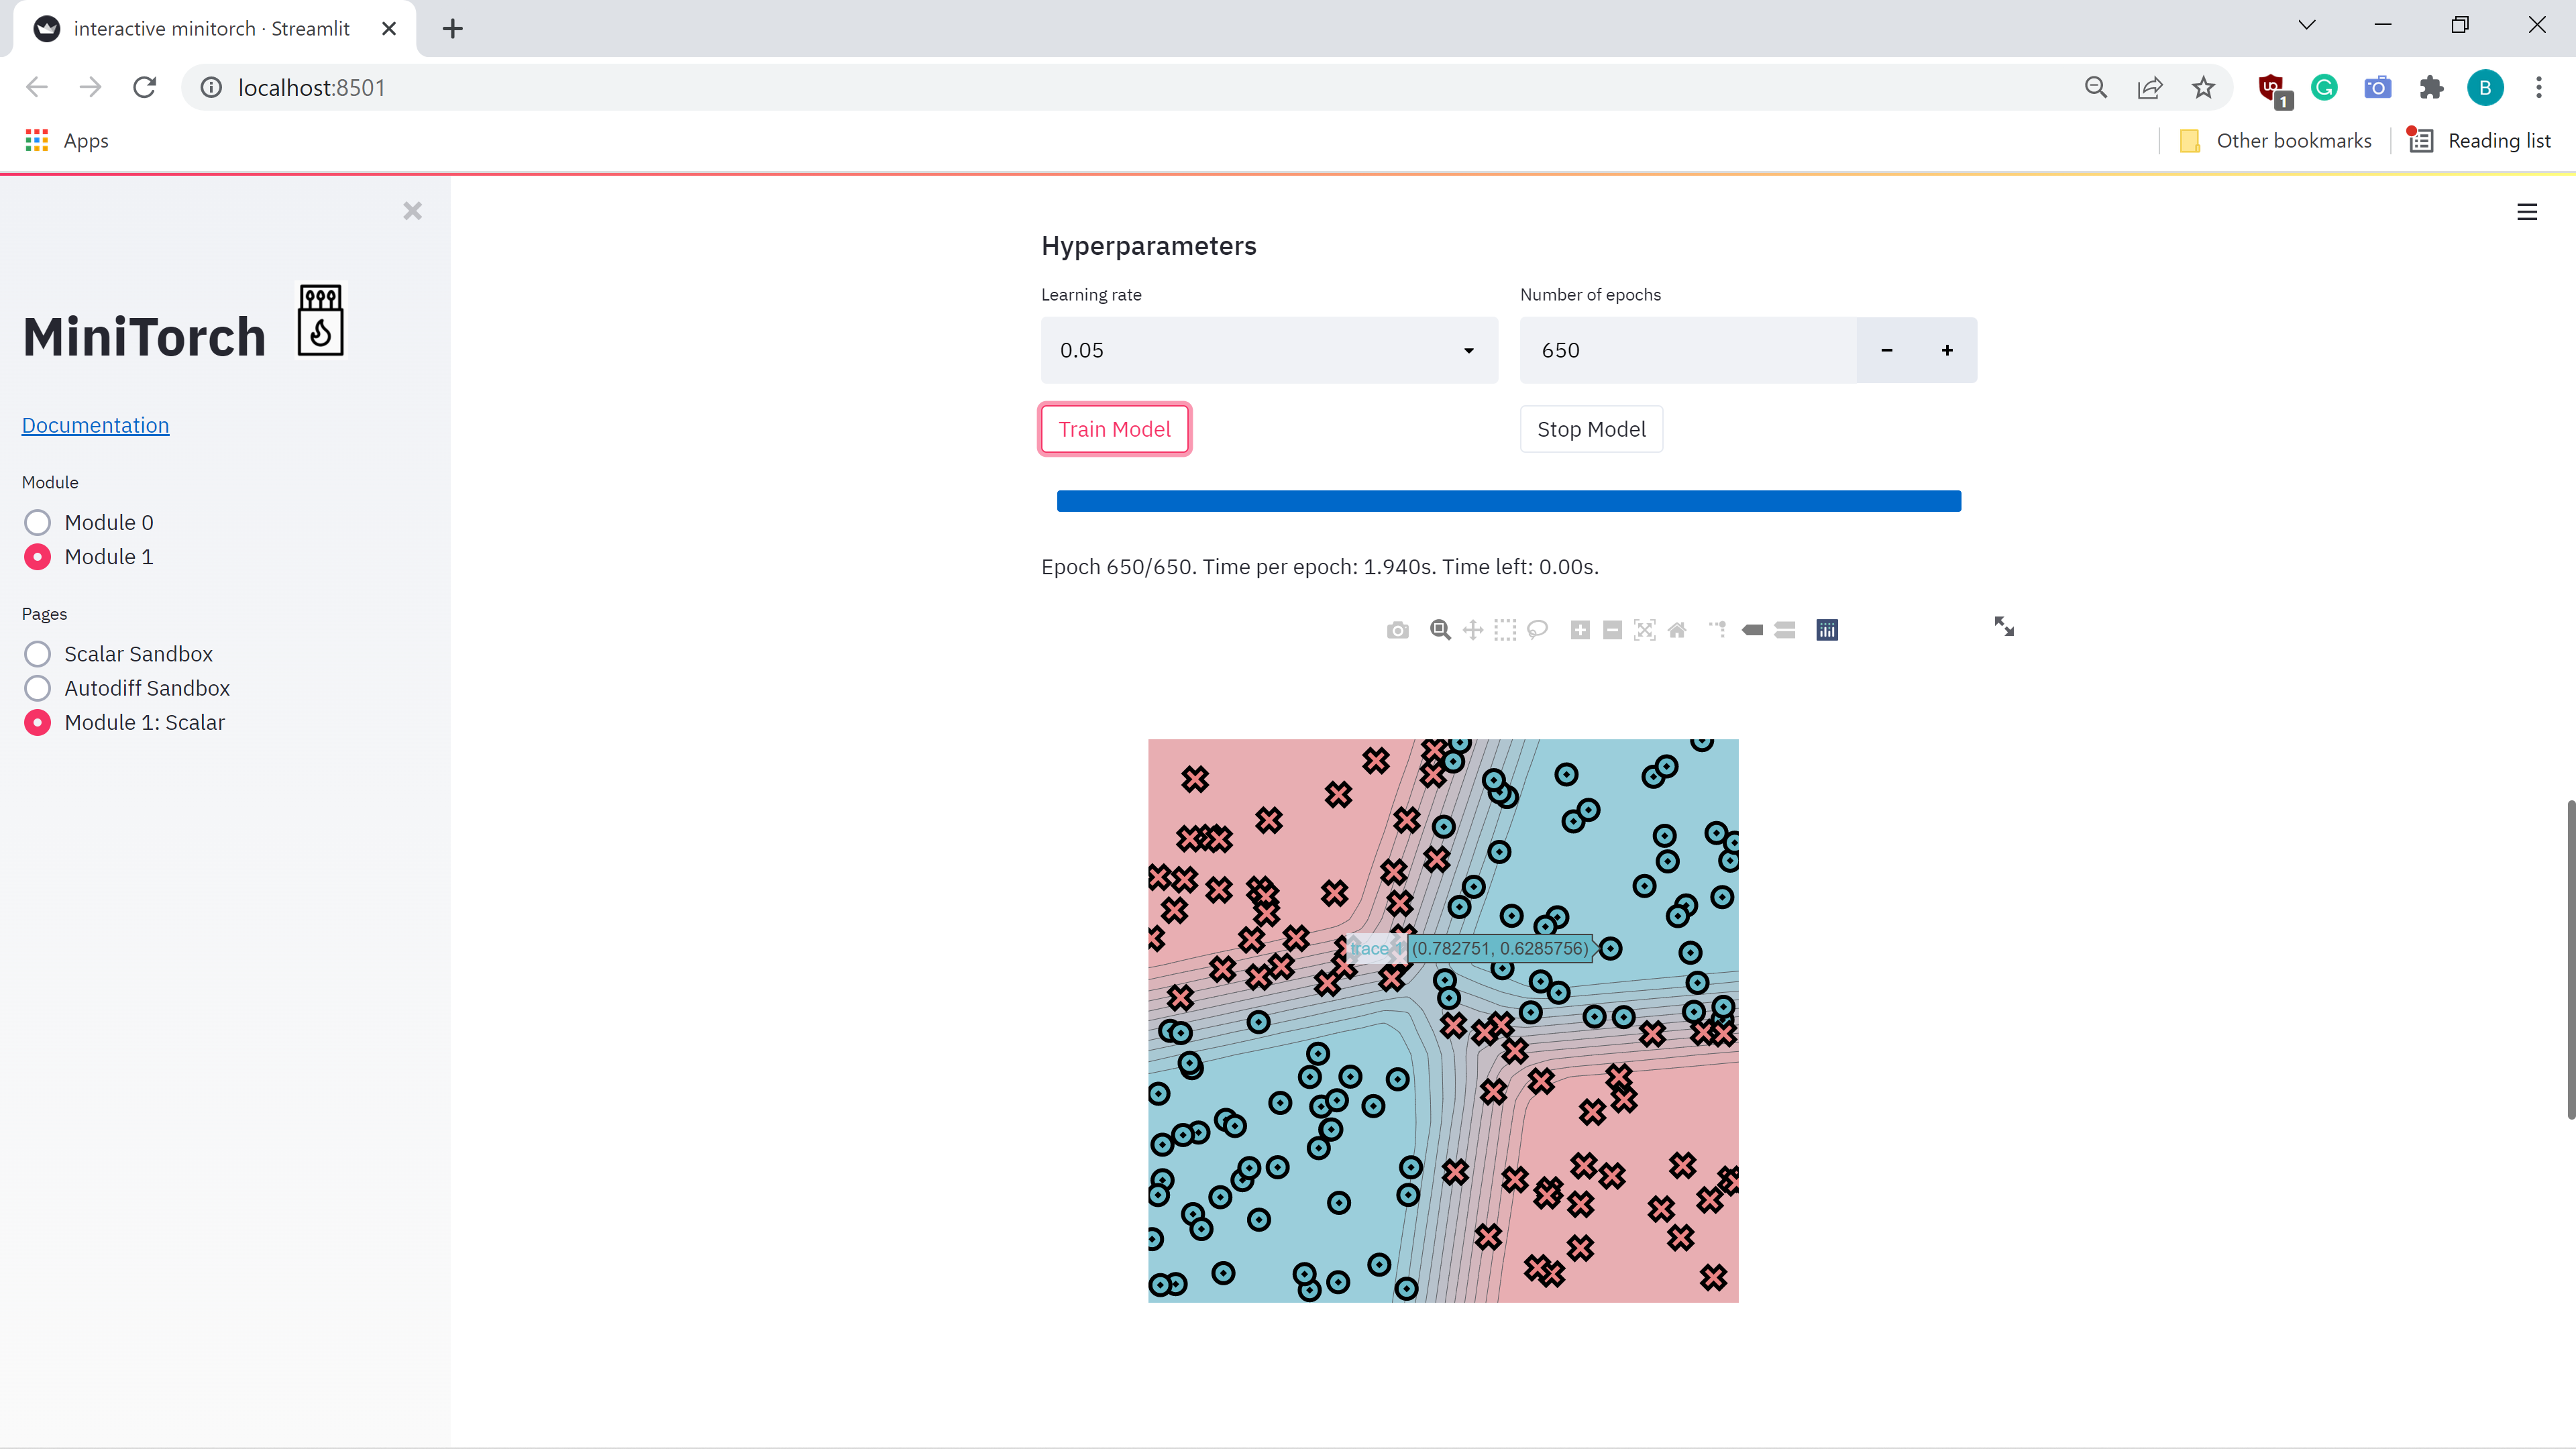 interactive minitorch · Streamlit
localhost:8501
1
G
B
Apps
Other bookmarks
Reading list
MiniTorch
Documentation
Module
Module 0
Module 1
Pages
Scalar Sandbox
Autodiff Sandbox
Module 1: Scalar
Hyperparameters
Learning rate
Number of epochs
0.05
650
Train Model
Stop Model
Epoch 650/650. Time per epoch: 1.940s. Time left: 0.00s.
trace 1
(0.782751, 0.6285756)